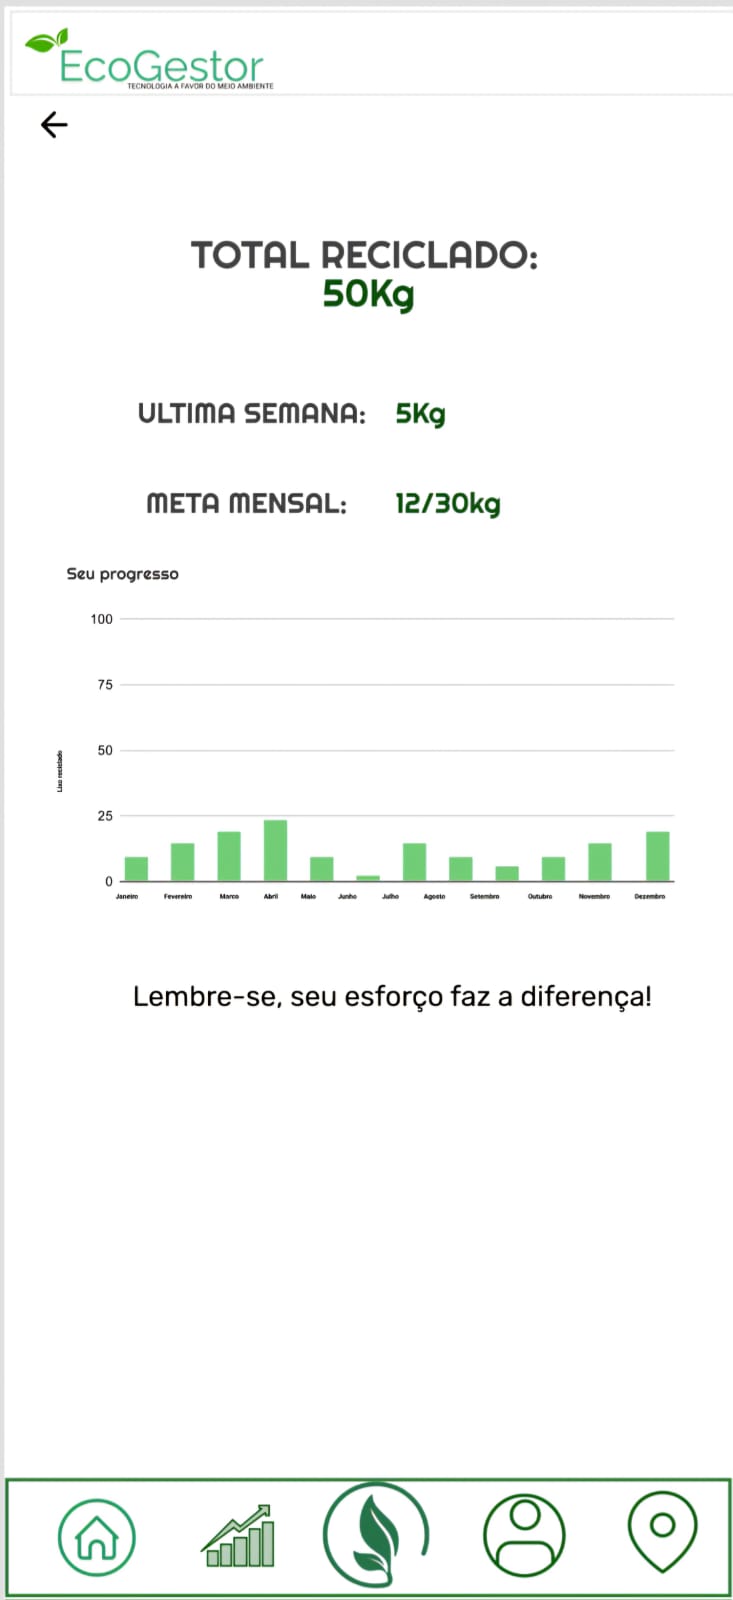 EcoGestor
TECNOLOGIA A FAVOR DO MEIO AMBIENTE
TOTAL RECICLADO:
50Kg
ULTIMA SEMANA: 5Kg
META MENSAL: 12/30kg
Seu progresso
100
75
50
25
0
Lixo reciclado
Janeiro Fevereiro Marco Abril Maio Junho Julho Agosto Setembro Outubro Novembro Dezembro
Lembre-se, seu esforço faz a diferença!